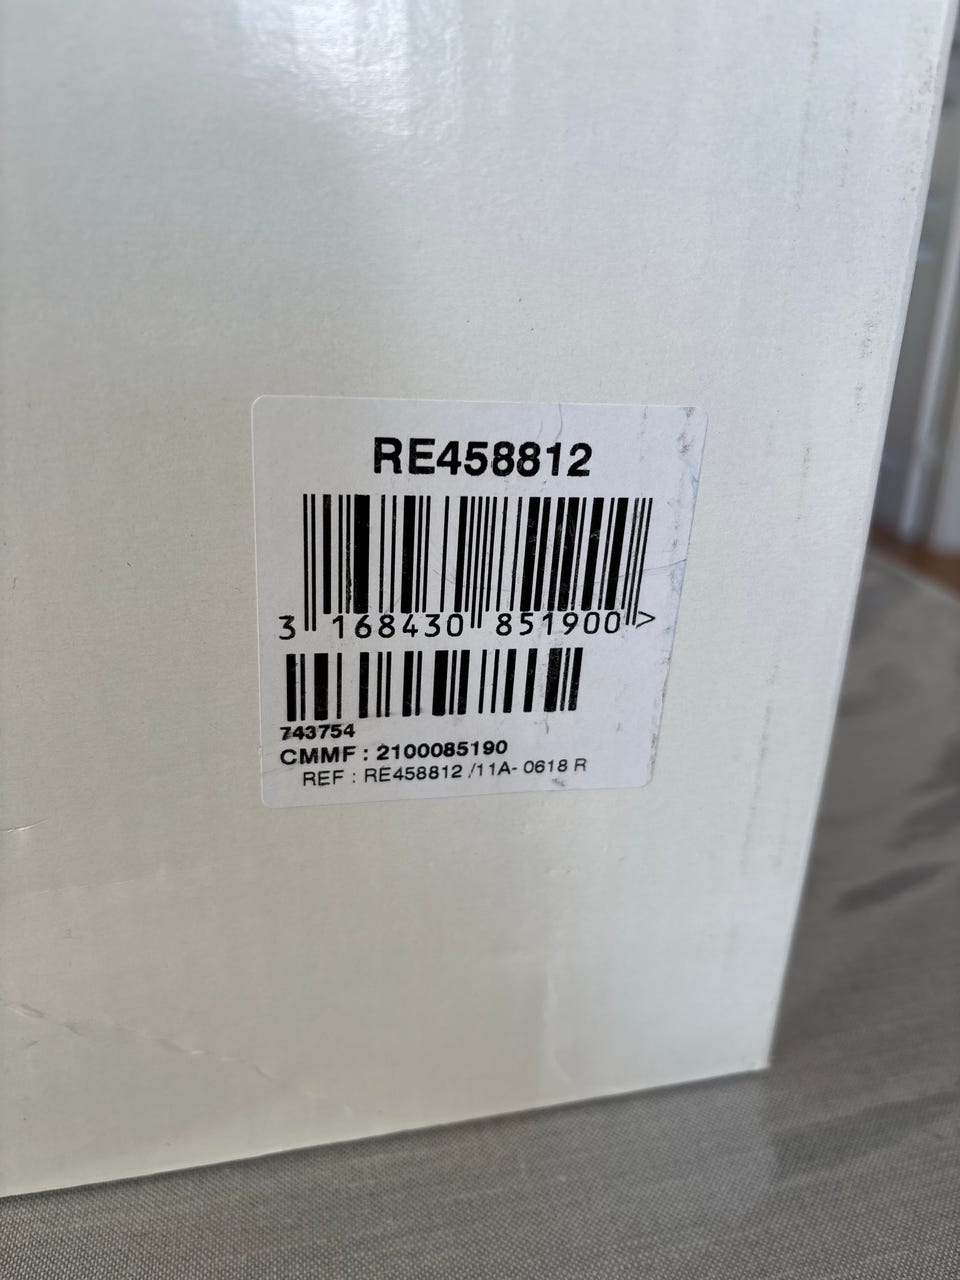 RE458812
3 168430 851900 >
743754
CMMF : 2100085190
REF : RE458812 /11A- 0618 R